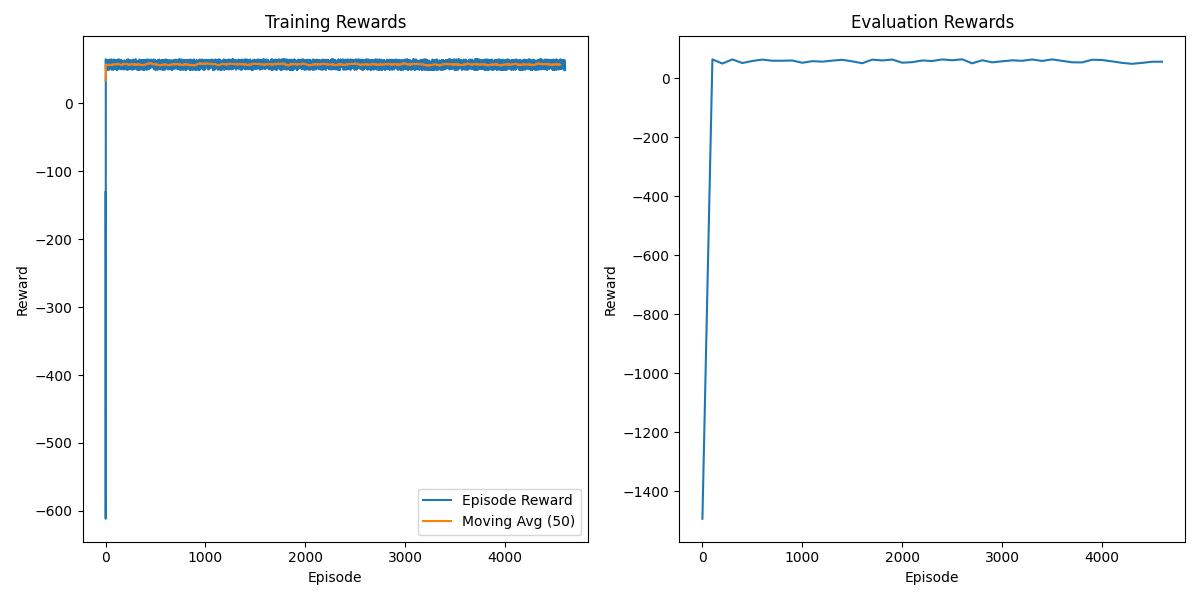 Training Rewards
Reward
0
−100
−200
−300
−400
−500
−600
0 1000 2000 3000 4000
Episode
Episode Reward
Moving Avg (50)
Evaluation Rewards
Reward
0
−200
−400
−600
−800
−1000
−1200
−1400
0 1000 2000 3000 4000
Episode